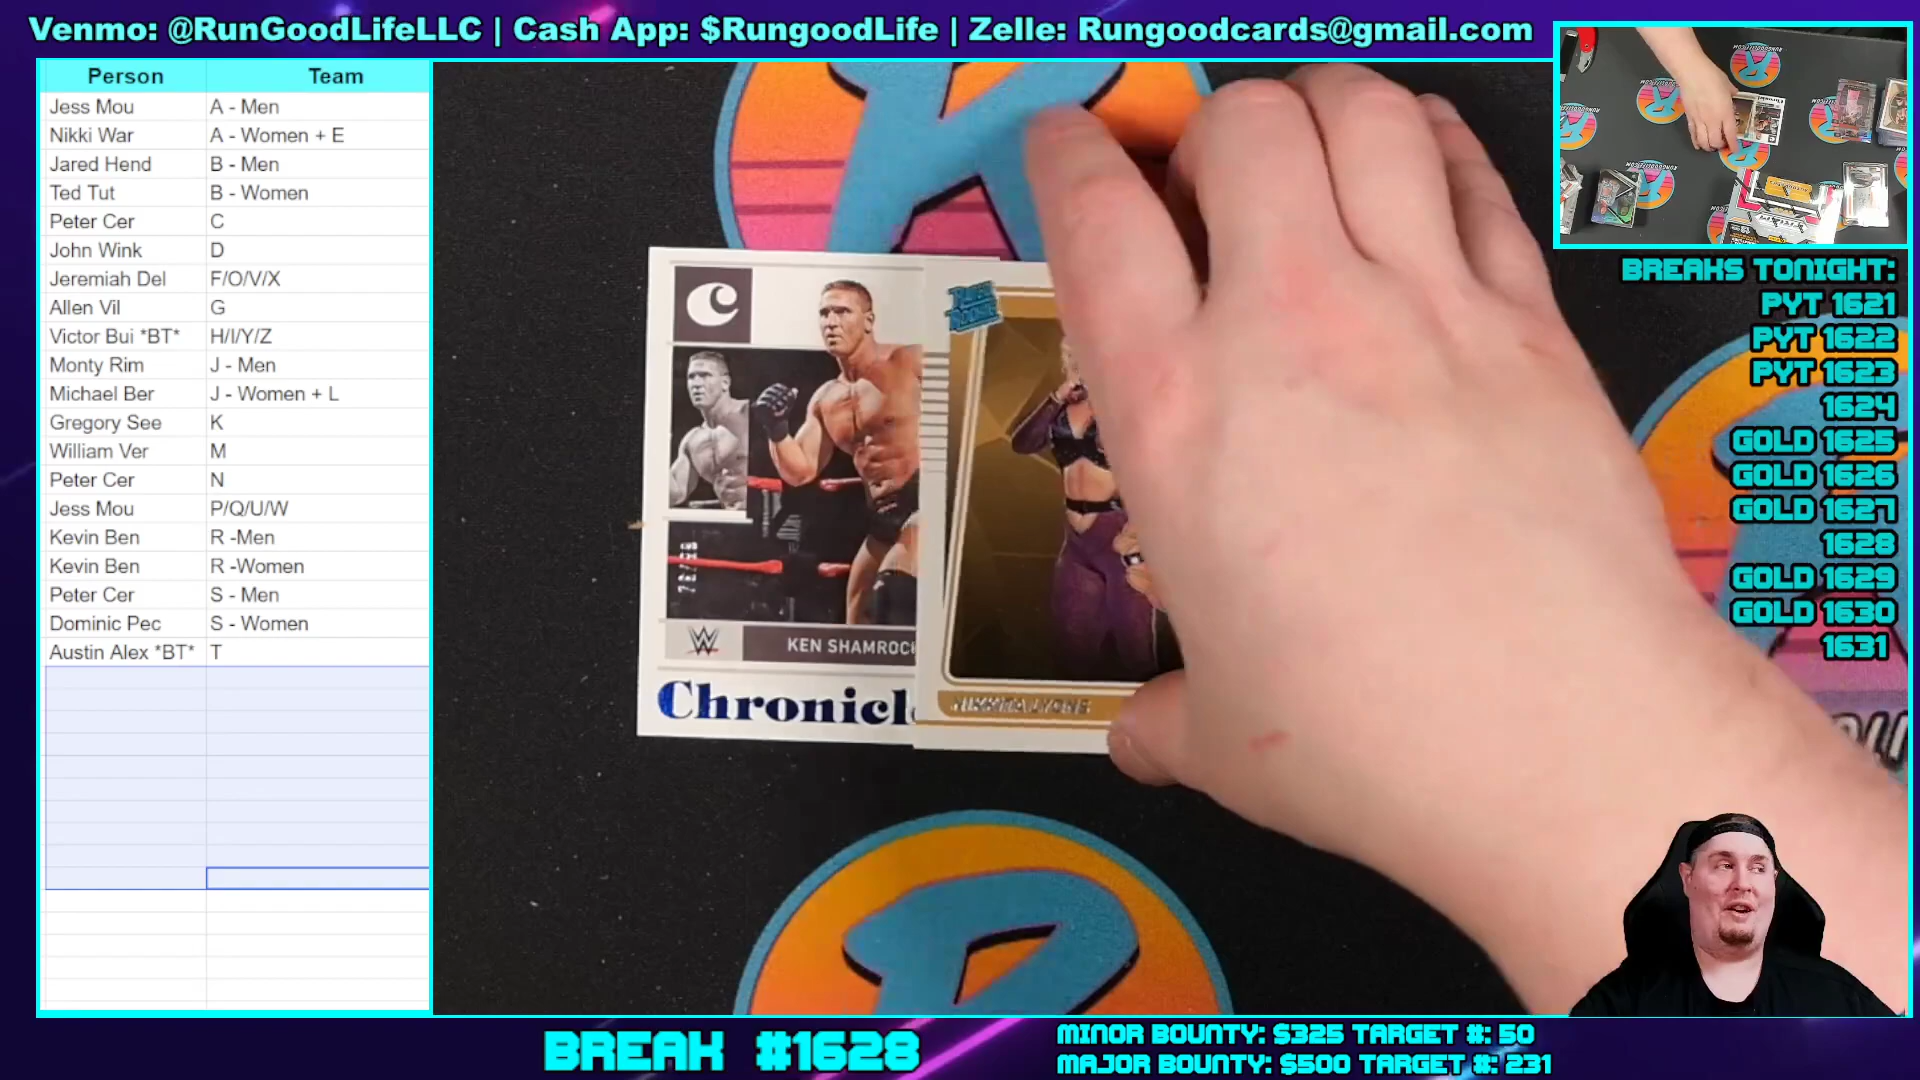 Venmo: @RunGoodLifeLLC | Cash App: $RungoodLife | Zelle: Rungoodcards@gmail.com
Person Team
Jess Mou A - Men
Nikki War A - Women + E
Jared Hend B - Men
Ted Tut B - Women
Peter Cer C
John Wink D
Jeremiah Del F/O/V/X
Allen Vil G
Victor Bui *BT* H/I/Y/Z
Monty Rim J - Men
Michael Ber J - Women + L
Gregory See K
William Ver M
Peter Cer N
Jess Mou P/Q/U/W
Kevin Ben R -Men
Kevin Ben R -Women
Peter Cer S - Men
Dominic Pec S - Women
Austin Alex *BT* T
BREAKS TONIGHT:
PYT 1621
PYT 1622
PYT 1623
1624
GOLD 1625
GOLD 1626
GOLD 1627
1628
GOLD 1629
GOLD 1630
1631
C
RATED ROOKIE
W
KEN SHAMROCK
Chronicl
NIKKITA LYONS
BREAK #1628
MINOR BOUNTY: $325 TARGET #: 50
MAJOR BOUNTY: $500 TARGET #: 231